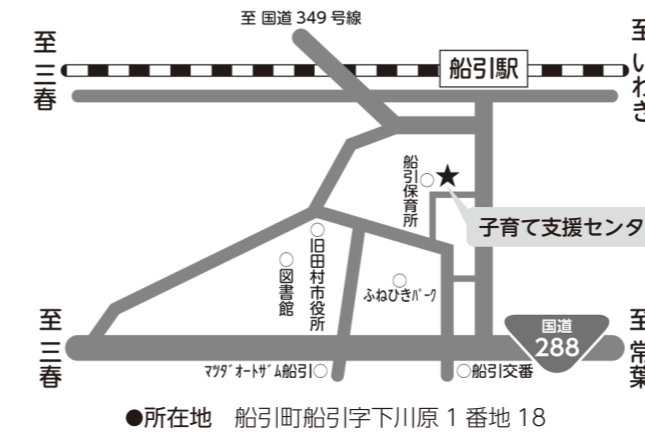 至 国道 349 号線
至 三春
船引駅
至 いわき
船引保育所
★
子育て支援センタ
旧田村市役所
図書館
ふねひきパーク
至 三春
国道
288
至 常葉
マツダオートザム船引
船引交番
●所在地　船引町船引字下川原 1 番地 18